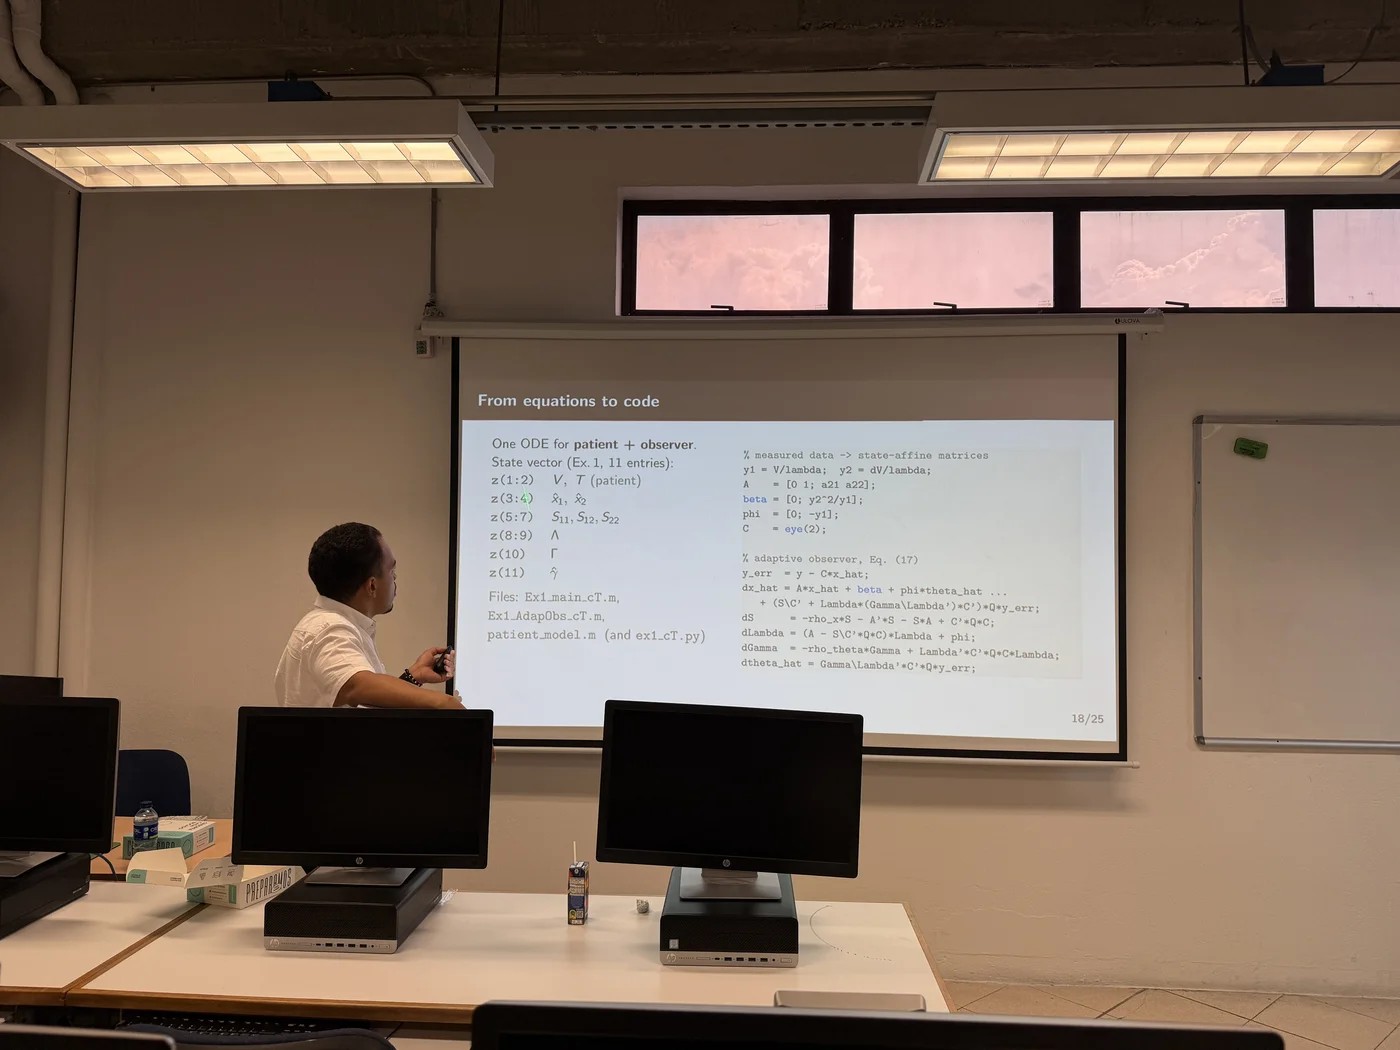 From equations to code
One ODE for patient + observer.
State vector (Ex. 1, 11 entries):
z(1:2) V, T (patient)
z(3:4) x̂₁, x̂₂
z(5:7) S₁₁, S₁₂, S₂₂
z(8:9) Λ
z(10) Γ
z(11) γ̂
Files: Ex1_main_cT.m,
Ex1_AdapObs_cT.m,
patient_model.m (and ex1_cT.py)
% measured data -> state-affine matrices
y1 = V/lambda; y2 = dV/lambda;
A = [0 1; a21 a22];
beta = [0; y2^2/y1];
phi = [0; -y1];
C = eye(2);
% adaptive observer, Eq. (17)
y_err = y - C*x_hat;
dx_hat = A*x_hat + beta + phi*theta_hat ...
+ (S\C' + Lambda*(Gamma\Lambda')*C')*Q*y_err;
dS = -rho_x*S - A'*S - S*A + C'*Q*C;
dLambda = (A - S\C'*Q*C)*Lambda + phi;
dGamma = -rho_theta*Gamma + Lambda'*C'*Q*C*Lambda;
dtheta_hat = Gamma\Lambda'*C'*Q*y_err;
18/25
PREPARAMOS
hp
hp